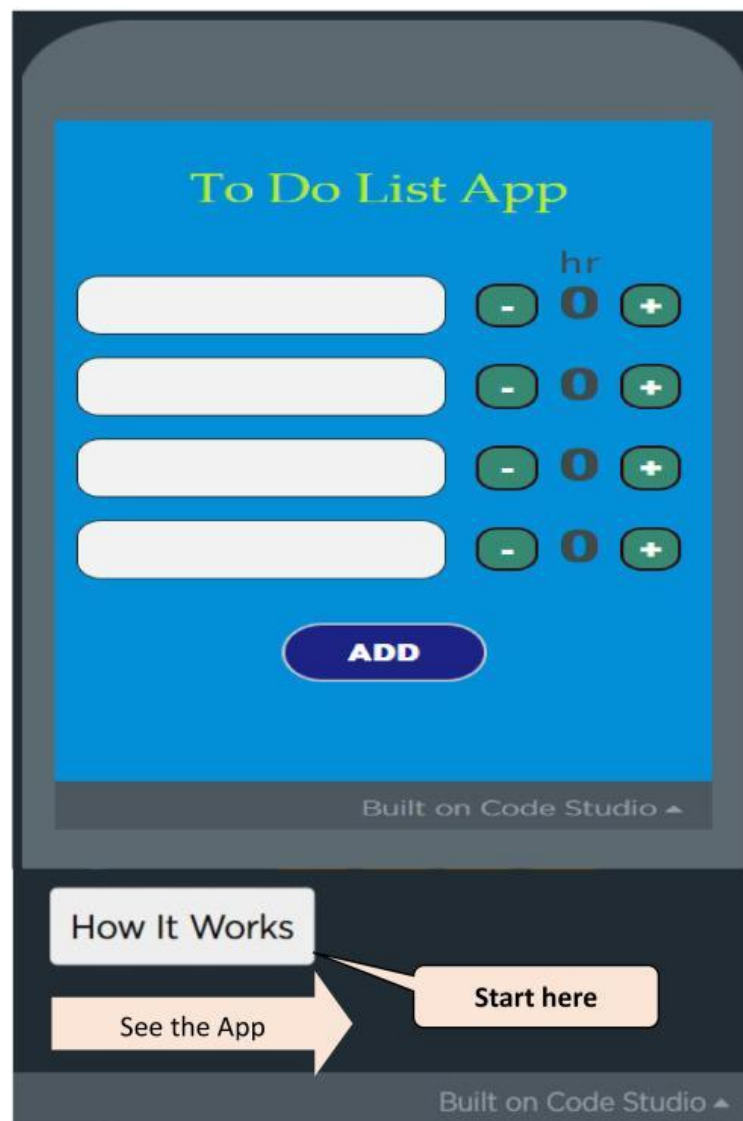 To Do List App
hr
- 0 +
- 0 +
- 0 +
- 0 +
ADD
Built on Code Studio
How It Works
Start here
See the App
Built on Code Studio